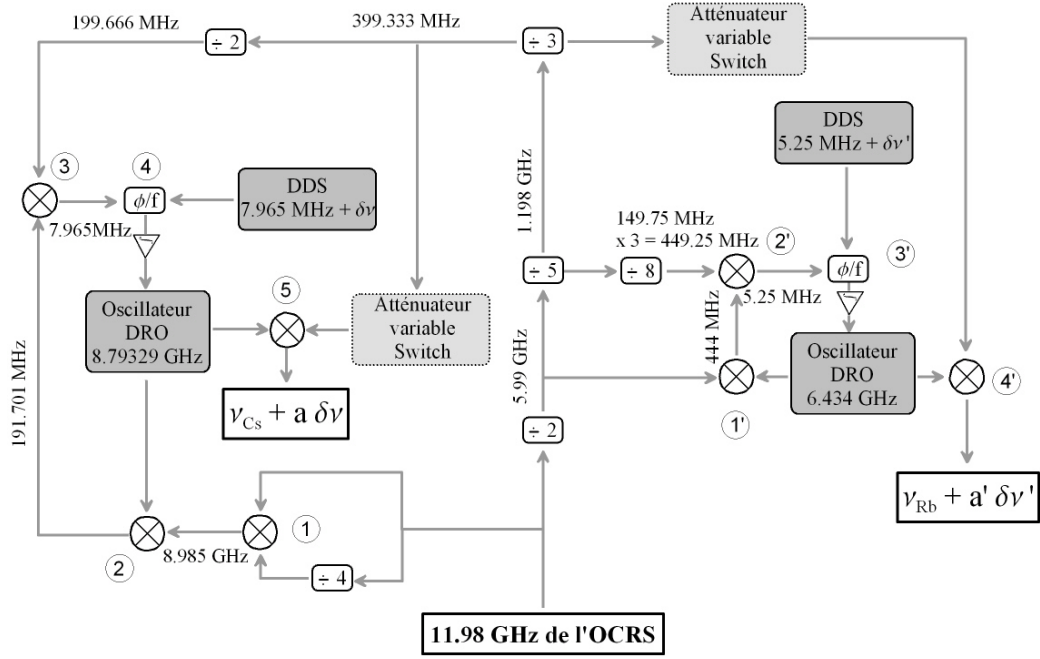 199.666 MHz
÷ 2
399.333 MHz
÷ 3
Atténuateur
variable
Switch
DDS
5.25 MHz + δν'
3
4
ϕ/f
DDS
7.965 MHz + δν
7.965MHz
1.198 GHz
149.75 MHz
x 3 = 449.25 MHz
2'
3'
ϕ/f
÷ 5
÷ 8
5.25 MHz
Oscillateur
DRO
8.79329 GHz
5
Atténuateur
variable
Switch
444 MHz
Oscillateur
DRO
6.434 GHz
4'
1'
191.701 MHz
5.99 GHz
ν_Cs + a δν
÷ 2
ν_Rb + a' δν '
1
2
8.985 GHz
÷ 4
11.98 GHz de l'OCRS